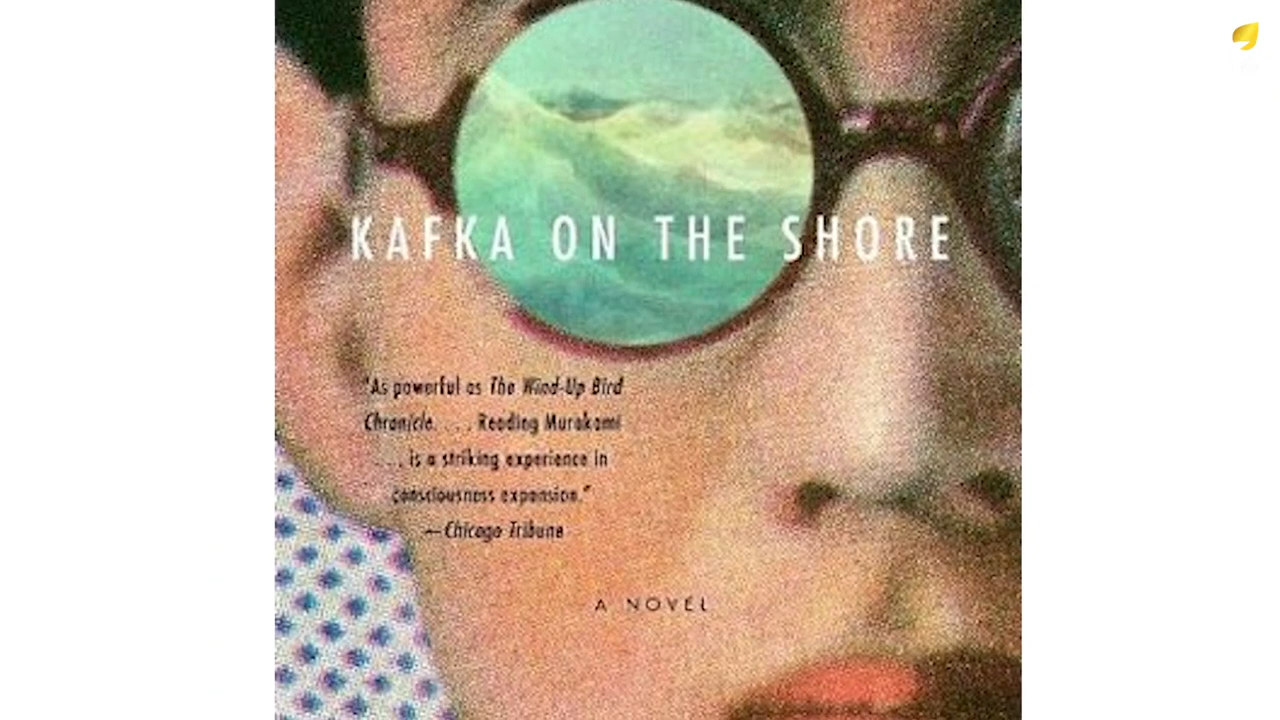 KAFKA ON THE SHORE
"As powerful as The Wind-Up Bird
Chronicle. . . . Reading Murakami
. . . is a striking experience in
consciousness expansion."
—Chicago Tribune
A NOVEL